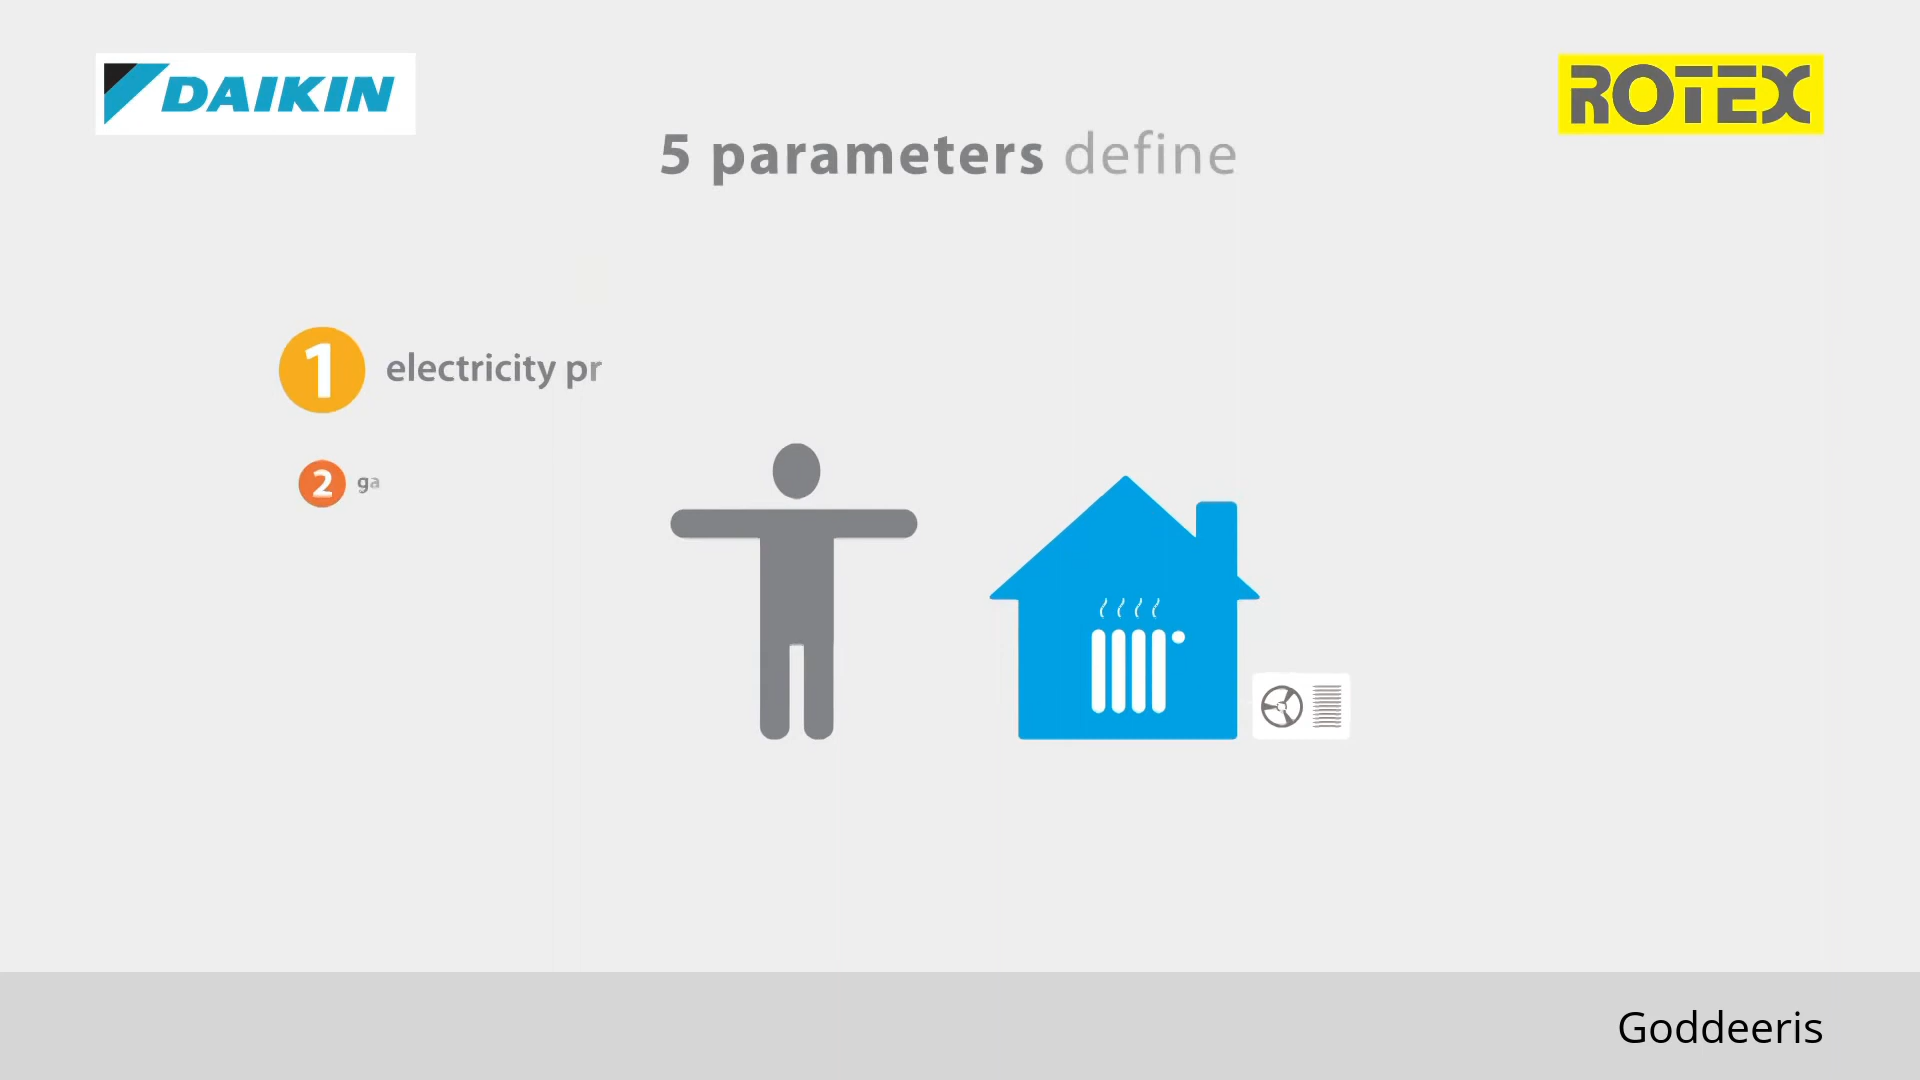 DAIKIN
ROTEX
5 parameters define
1 electricity pr
2 ga
Goddeeris